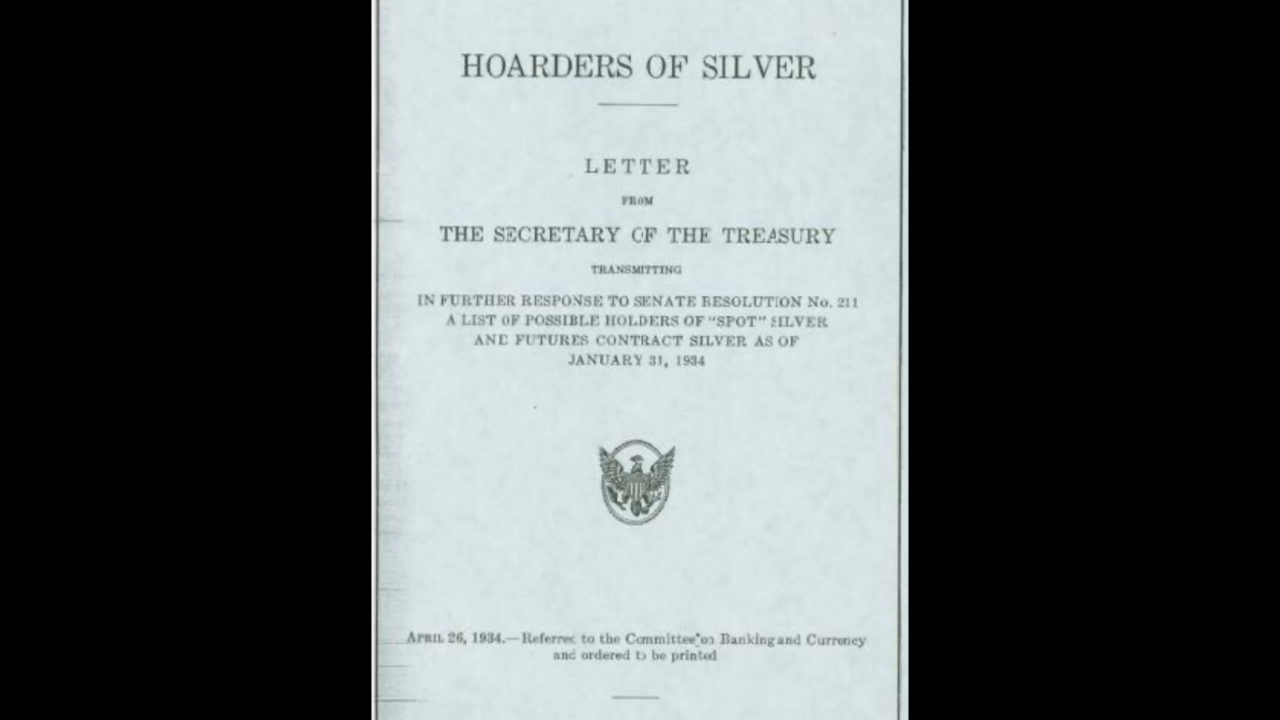 HOARDERS OF SILVER
LETTER
FROM
THE SECRETARY OF THE TREASURY
TRANSMITTING
IN FURTHER RESPONSE TO SENATE RESOLUTION No. 211
A LIST OF POSSIBLE HOLDERS OF "SPOT" SILVER
AND FUTURES CONTRACT SILVER AS OF
JANUARY 31, 1934
APRIL 26, 1934.—Referred to the Committee on Banking and Currency
and ordered to be printed